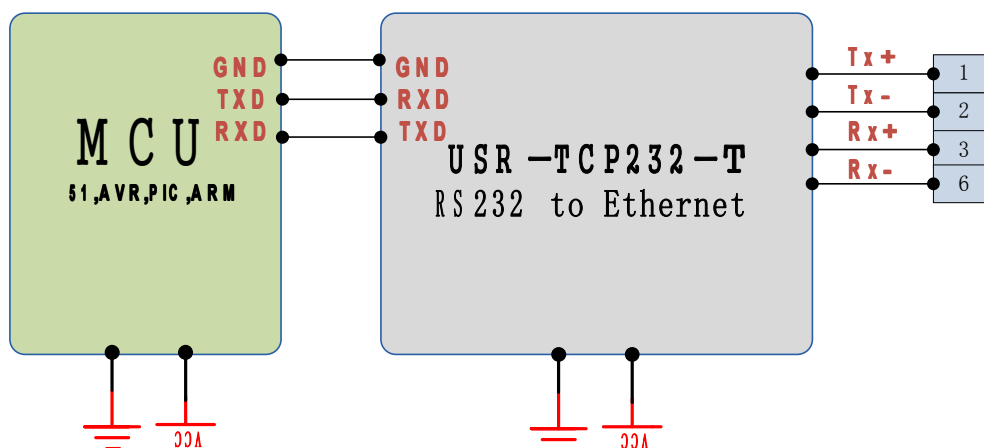 GND
TXD
RXD
MCU
51,AVR,PIC,ARM
GND
RXD
TXD
USR-TCP232-T
RS232 to Ethernet
Tx+
Tx-
Rx+
Rx-
1
2
3
6
VCC
VCC